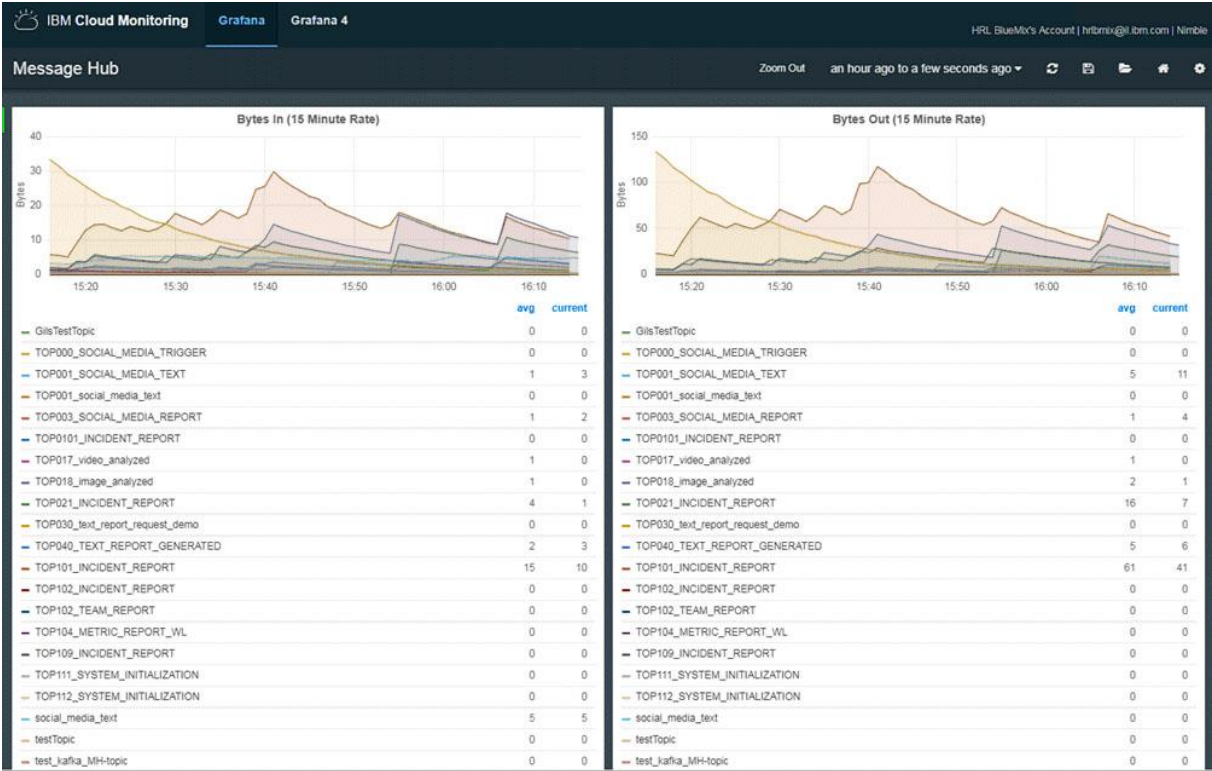 IBM Cloud Monitoring Grafana Grafana 4
HRL BlueMix's Account | hrlbmix@il.ibm.com | Nimble
Message Hub Zoom Out an hour ago to a few seconds ago
Bytes In (15 Minute Rate)
40
30
20
10
0
Bytes
15:20 15:30 15:40 15:50 16:00 16:10
avg current
GilsTestTopic 0 0
TOP000_SOCIAL_MEDIA_TRIGGER 0 0
TOP001_SOCIAL_MEDIA_TEXT 1 3
TOP001_social_media_text 0 0
TOP003_SOCIAL_MEDIA_REPORT 1 2
TOP0101_INCIDENT_REPORT 0 0
TOP017_video_analyzed 1 0
TOP018_image_analyzed 1 0
TOP021_INCIDENT_REPORT 4 1
TOP030_text_report_request_demo 0 0
TOP040_TEXT_REPORT_GENERATED 2 3
TOP101_INCIDENT_REPORT 15 10
TOP102_INCIDENT_REPORT 0 0
TOP102_TEAM_REPORT 0 0
TOP104_METRIC_REPORT_WL 0 0
TOP109_INCIDENT_REPORT 0 0
TOP111_SYSTEM_INITIALIZATION 0 0
TOP112_SYSTEM_INITIALIZATION 0 0
social_media_text 5 5
testTopic 0 0
test_kafka_MH-topic 0 0
Bytes Out (15 Minute Rate)
150
100
50
0
Bytes
15:20 15:30 15:40 15:50 16:00 16:10
avg current
GilsTestTopic 0 0
TOP000_SOCIAL_MEDIA_TRIGGER 0 0
TOP001_SOCIAL_MEDIA_TEXT 5 11
TOP001_social_media_text 0 0
TOP003_SOCIAL_MEDIA_REPORT 1 4
TOP0101_INCIDENT_REPORT 0 0
TOP017_video_analyzed 1 0
TOP018_image_analyzed 2 1
TOP021_INCIDENT_REPORT 16 7
TOP030_text_report_request_demo 0 0
TOP040_TEXT_REPORT_GENERATED 5 6
TOP101_INCIDENT_REPORT 61 41
TOP102_INCIDENT_REPORT 0 0
TOP102_TEAM_REPORT 0 0
TOP104_METRIC_REPORT_WL 0 0
TOP109_INCIDENT_REPORT 0 0
TOP111_SYSTEM_INITIALIZATION 0 0
TOP112_SYSTEM_INITIALIZATION 0 0
social_media_text 0 0
testTopic 0 0
test_kafka_MH-topic 0 0